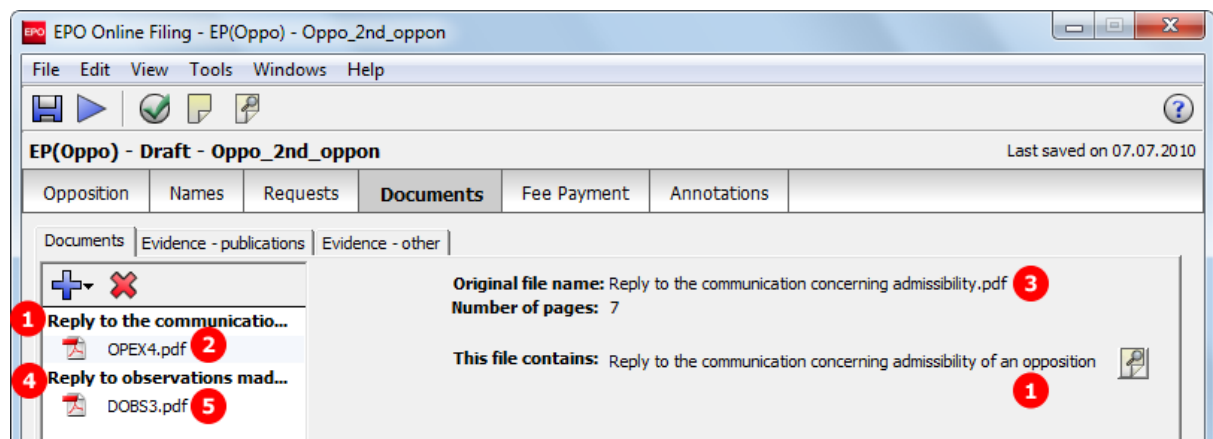 EPO EPO Online Filing - EP(Oppo) - Oppo_2nd_oppon
File Edit View Tools Windows Help
EP(Oppo) - Draft - Oppo_2nd_oppon Last saved on 07.07.2010
Opposition Names Requests Documents Fee Payment Annotations
Documents Evidence - publications Evidence - other
Original file name: Reply to the communication concerning admissibility.pdf 3
Number of pages: 7
1 Reply to the communicatio...
OPEX4.pdf 2
This file contains: Reply to the communication concerning admissibility of an opposition
1
4 Reply to observations mad...
DOBS3.pdf 5